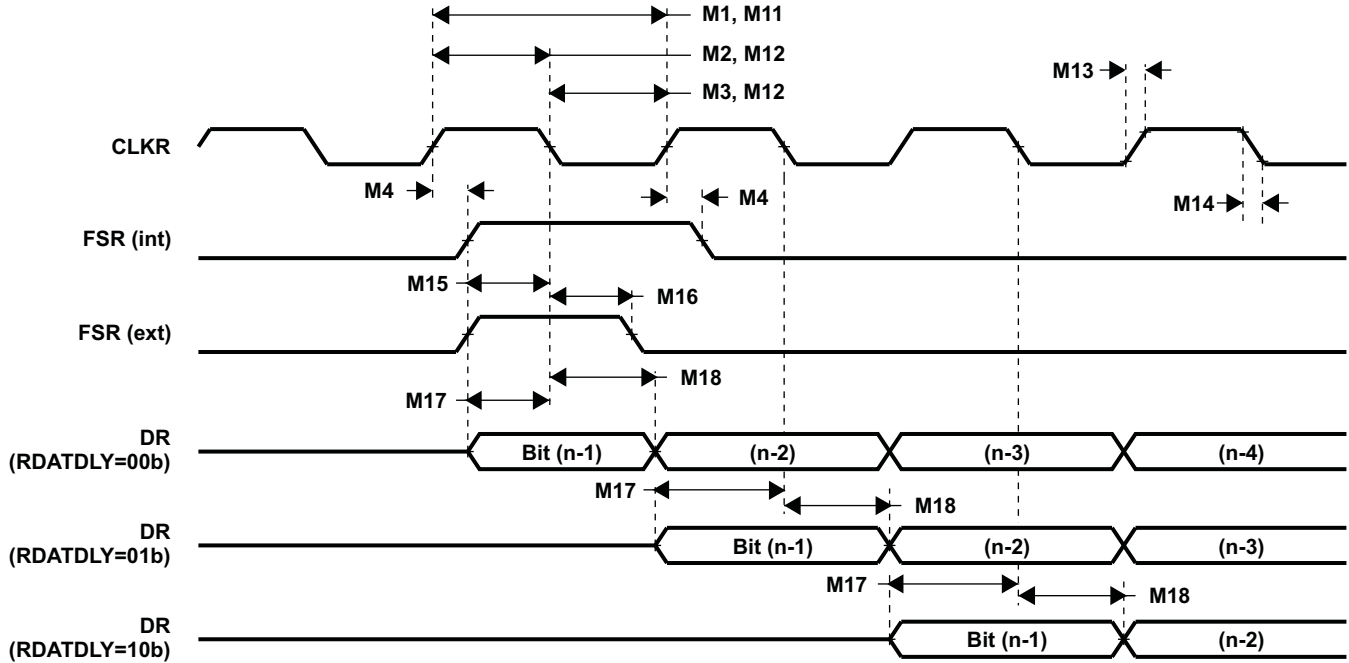 M1, M11
M2, M12
M13
M3, M12
CLKR
M4
M4
M14
FSR (int)
M15
M16
FSR (ext)
M18
M17
DR
(RDATDLY=00b)
Bit (n-1)
(n-2)
(n-3)
(n-4)
M17
M18
DR
(RDATDLY=01b)
Bit (n-1)
(n-2)
(n-3)
M17
M18
DR
(RDATDLY=10b)
Bit (n-1)
(n-2)